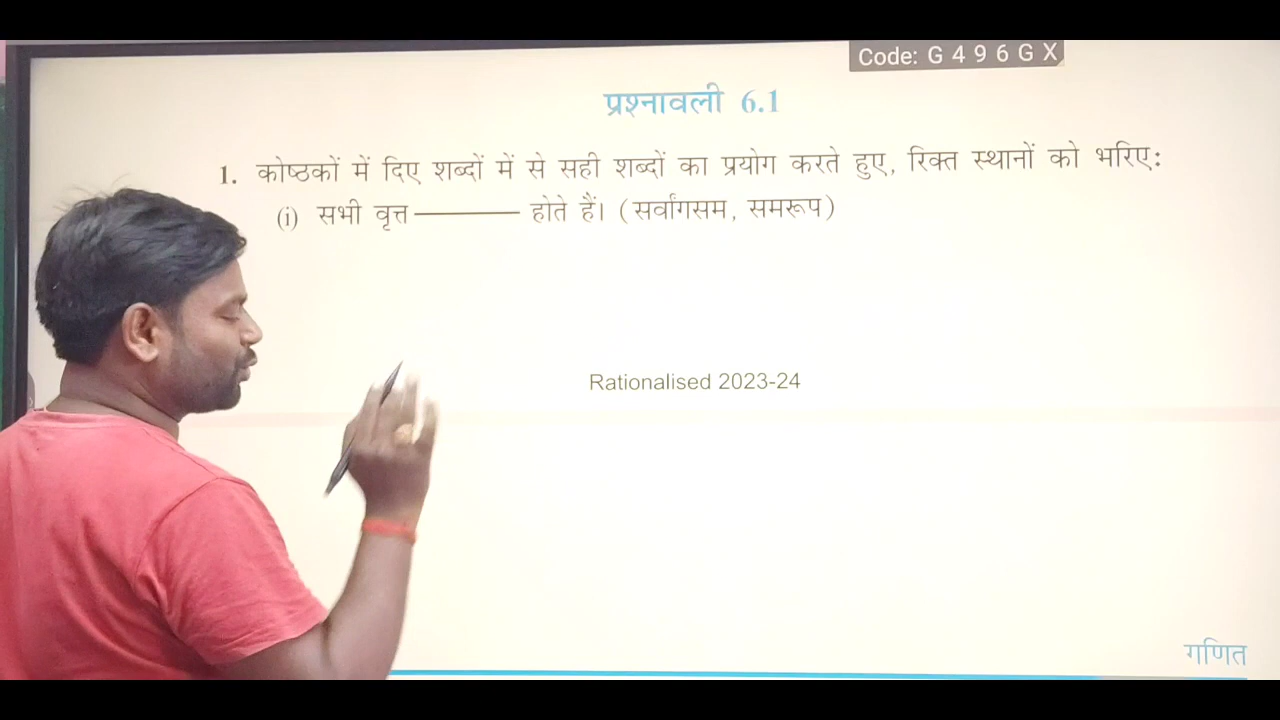 Code: G 4 9 6 G X
प्रश्नावली 6.1
1. कोष्ठकों में दिए शब्दों में से सही शब्दों का प्रयोग करते हुए, रिक्त स्थानों को भरिए:
(i) सभी वृत्त ——— होते हैं। (सर्वांगसम, समरूप)
Rationalised 2023-24
गणित